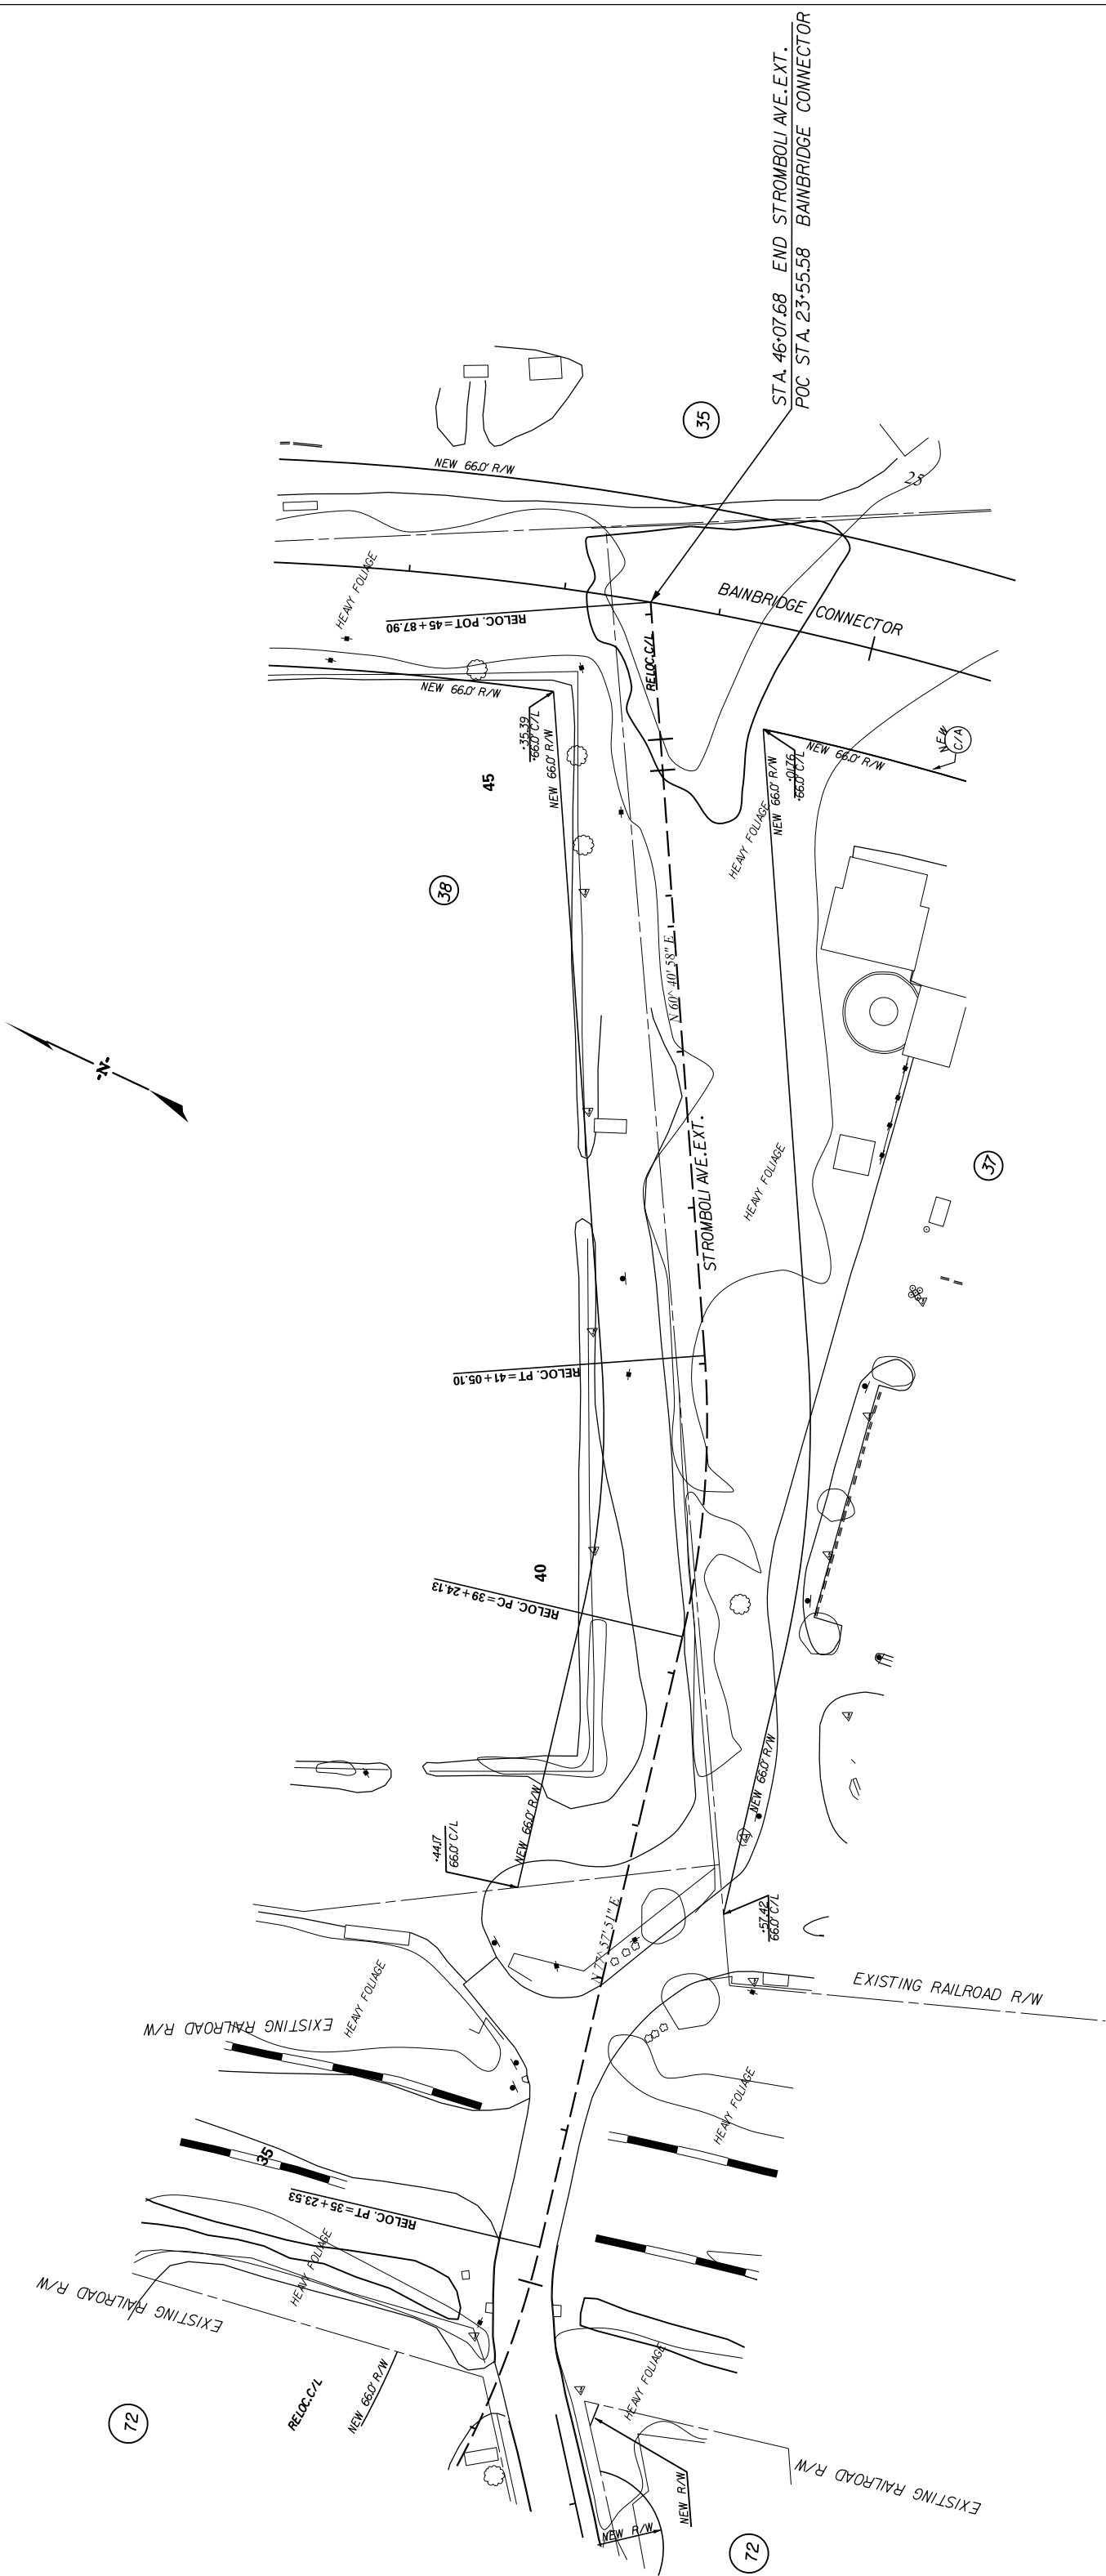 STA. 46+07.68 END STROMBOLI AVE. EXT.
POC STA. 23+55.58 BAINBRIDGE CONNECTOR
35
NEW 66.0' R/W
25
HEAVY FOLIAGE
BAINBRIDGE CONNECTOR
RELOC. POT = 45+87.90
RELOC. C/L
NEW 66.0' R/W
+35.39
66.0' C/L
NEW 66.0' R/W
NEW
C/A
NEW 66.0' R/W
+01.76
66.0' C/L
NEW 66.0' R/W
45
HEAVY FOLIAGE
38
N 60^ 40' 58" E
-N-
STROMBOLI AVE. EXT.
HEAVY FOLIAGE
37
RELOC. PT = 41+05.10
40
RELOC. PC = 39+24.13
NEW 66.0' R/W
NEW 66.0' R/W
+44.17
66.0' C/L
+57.42
66.0' C/L
N 77^ 57' 51" E
EXISTING RAILROAD R/W
HEAVY FOLIAGE
EXISTING RAILROAD R/W
HEAVY FOLIAGE
35
RELOC. PT = 35+23.53
HEAVY FOLIAGE
EXISTING RAILROAD R/W
HEAVY FOLIAGE
RELOC. C/L
NEW 66.0' R/W
72
EXISTING RAILROAD R/W
NEW R/W
NEW R/W
72